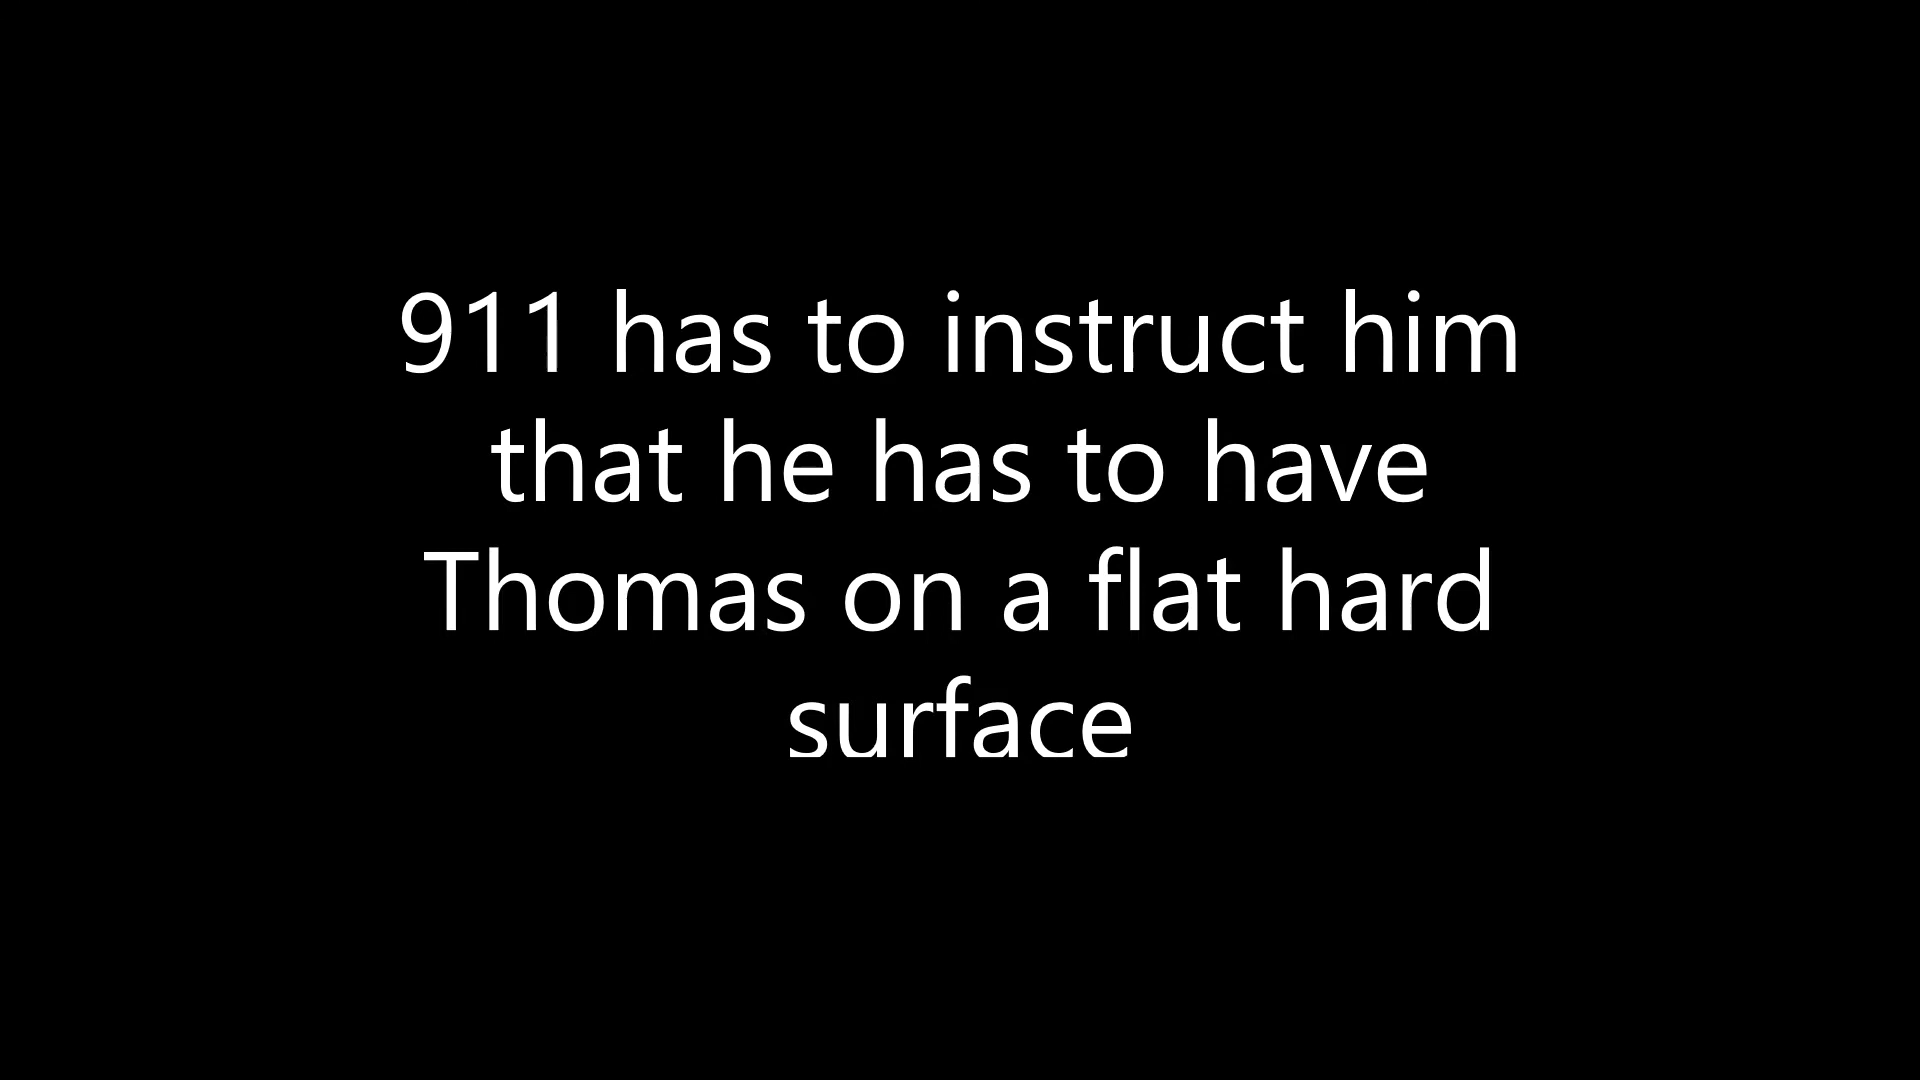 911 has to instruct him
that he has to have
Thomas on a flat hard
surface